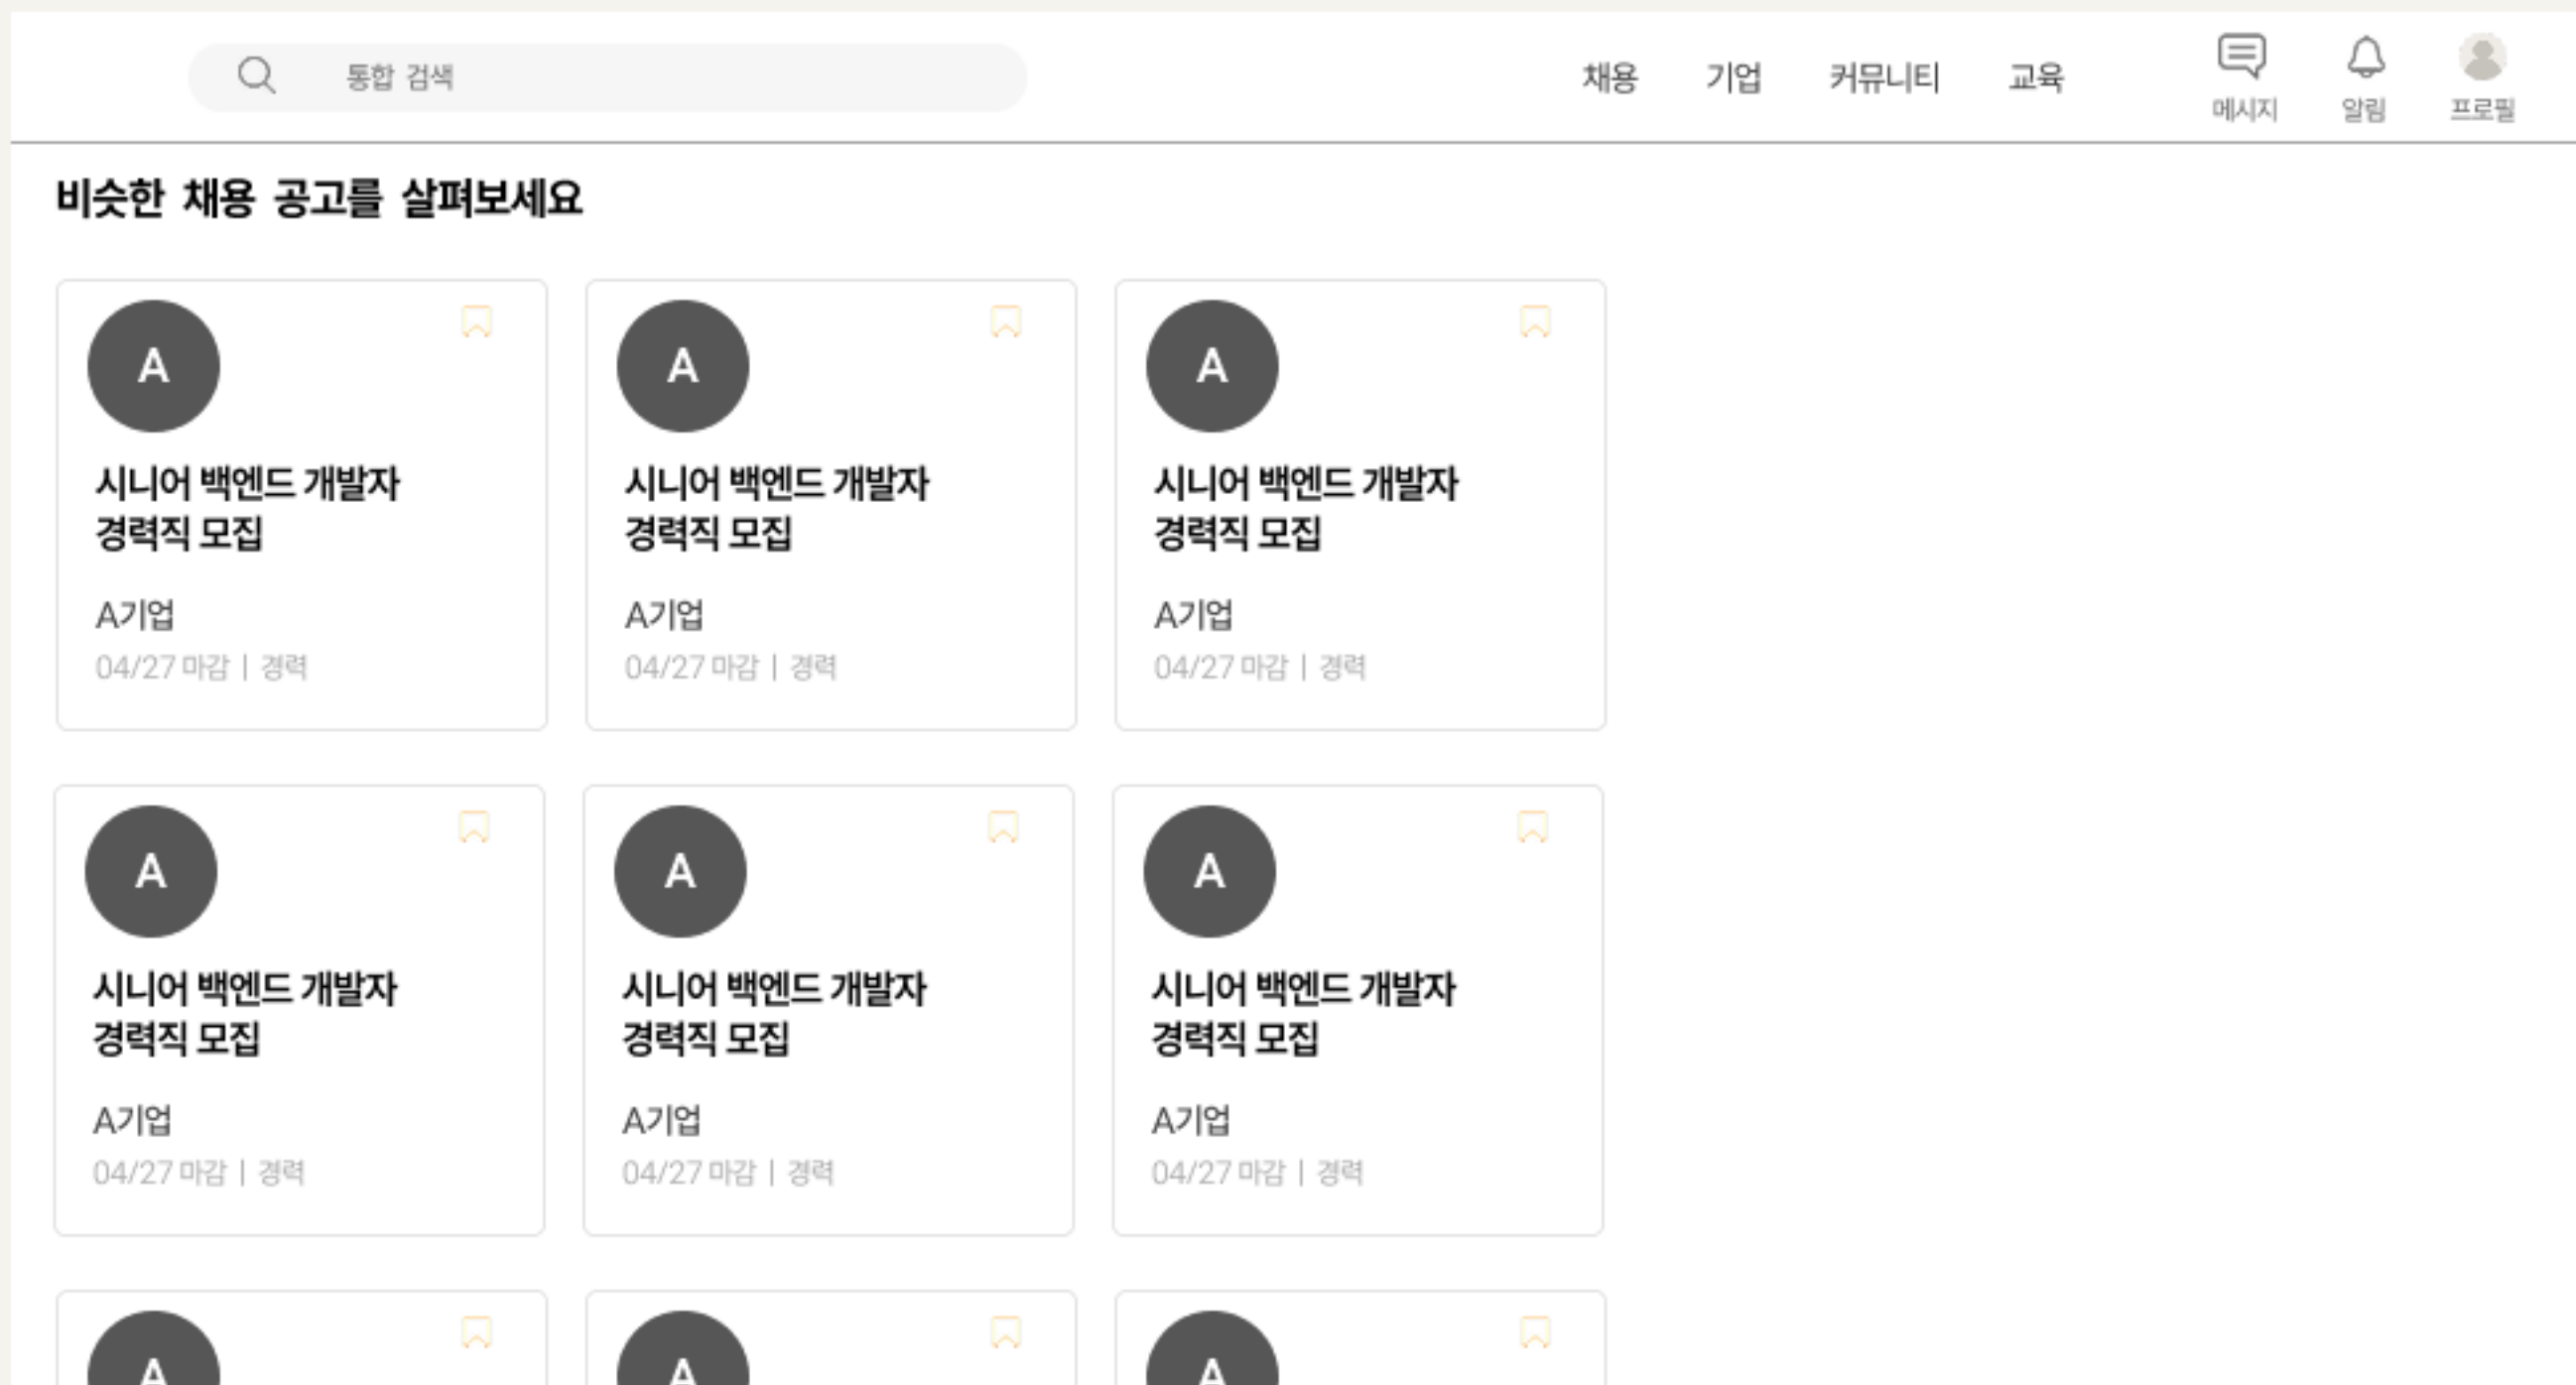 통합 검색
채용 기업 커뮤니티 교육
메시지 알림 프로필
비슷한 채용 공고를 살펴보세요
A A A
시니어 백엔드 개발자 시니어 백엔드 개발자 시니어 백엔드 개발자
경력직 모집 경력직 모집 경력직 모집
A기업 A기업 A기업
04/27 마감 | 경력 04/27 마감 | 경력 04/27 마감 | 경력
A A A
시니어 백엔드 개발자 시니어 백엔드 개발자 시니어 백엔드 개발자
경력직 모집 경력직 모집 경력직 모집
A기업 A기업 A기업
04/27 마감 | 경력 04/27 마감 | 경력 04/27 마감 | 경력
A A A